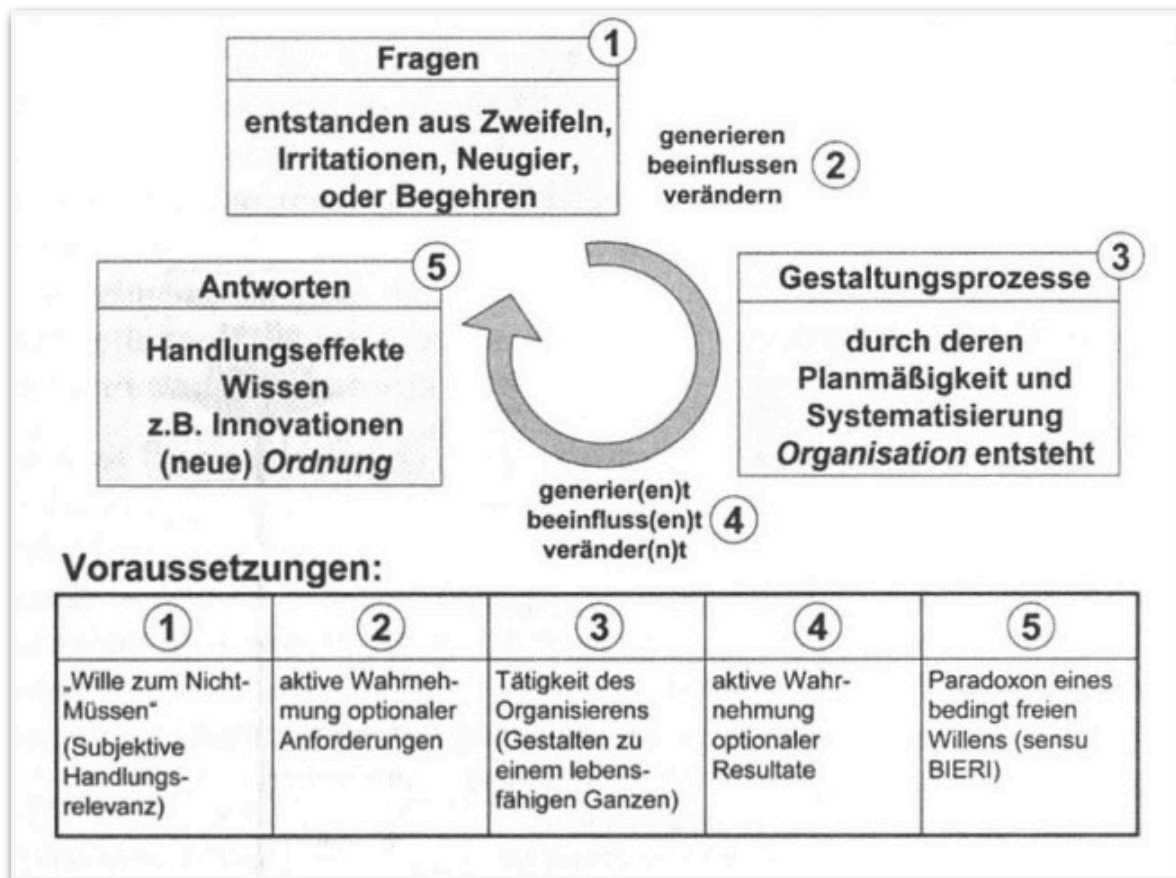 1
Fragen
entstanden aus Zweifeln,
Irritationen, Neugier,
oder Begehren
generieren
beeinflussen
verändern
2
3
Gestaltungsprozesse
durch deren
Planmäßigkeit und
Systematisierung
Organisation entsteht
generier(en)t
beeinfluss(en)t
veränder(n)t
4
5
Antworten
Handlungseffekte
Wissen
z.B. Innovationen
(neue) Ordnung
Voraussetzungen:
1
„Wille zum Nicht-
Müssen“
(Subjektive
Handlungs-
relevanz)
2
aktive Wahrneh-
mung optionaler
Anforderungen
3
Tätigkeit des
Organisierens
(Gestalten zu
einem lebens-
fähigen Ganzen)
4
aktive Wahr-
nehmung
optionaler
Resultate
5
Paradoxon eines
bedingt freien
Willens (sensu
BIERI)